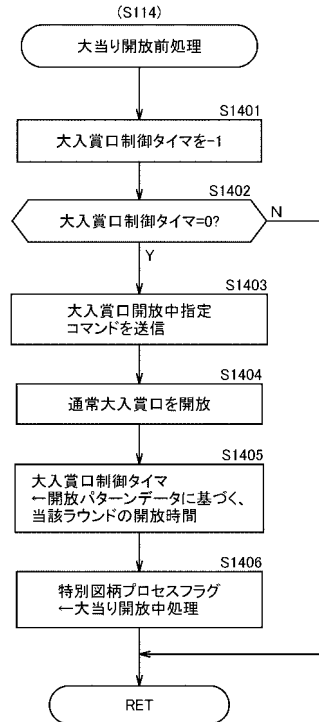 (S114)
大当り開放前処理
S1401
大入賞口制御タイマを-1
S1402
大入賞口制御タイマ=0?
N
Y
S1403
大入賞口開放中指定
コマンドを送信
S1404
通常大入賞口を開放
S1405
大入賞口制御タイマ
←開放パターンデータに基づく、
当該ラウンドの開放時間
S1406
特別図柄プロセスフラグ
←大当り開放中処理
RET